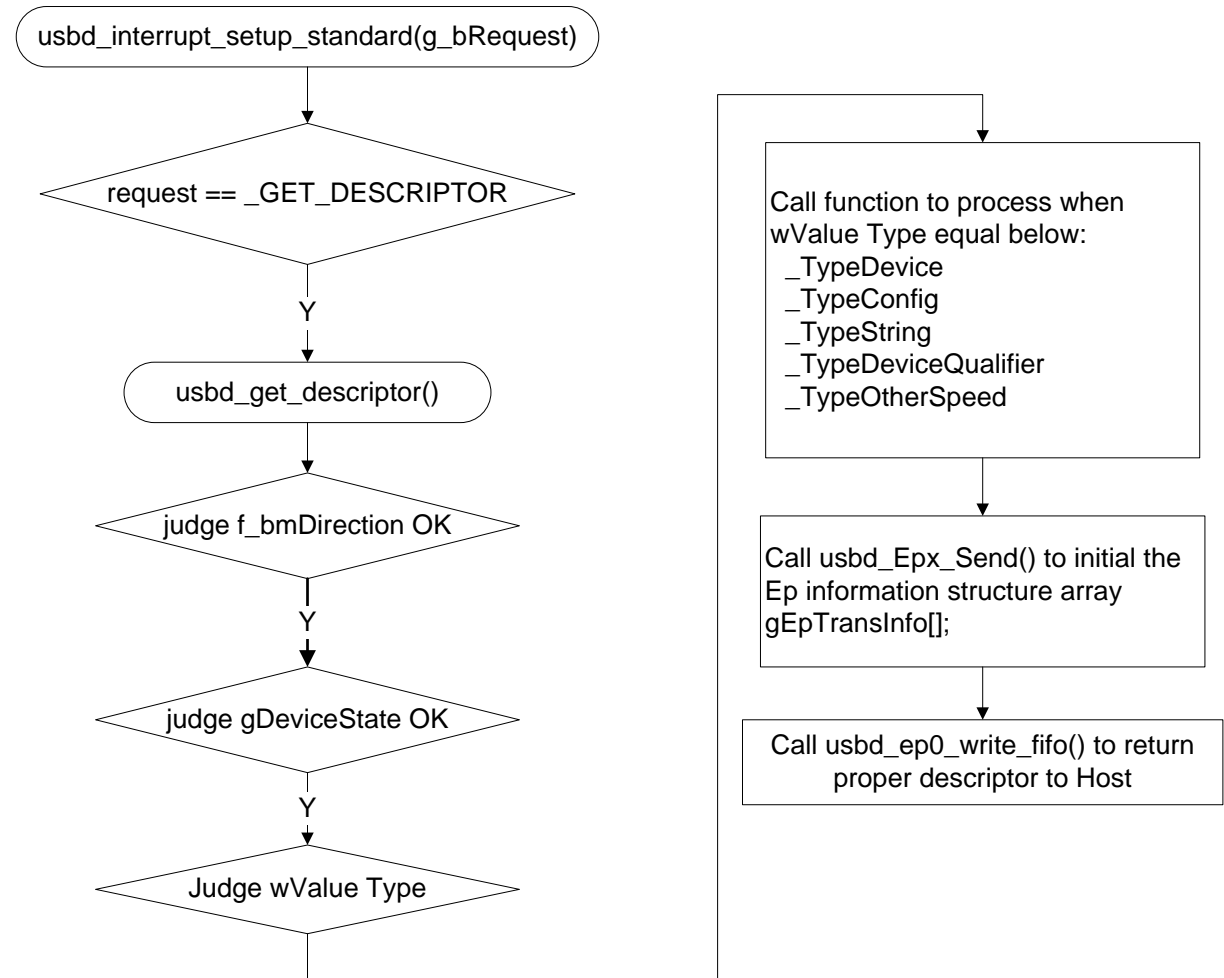 usbd_interrupt_setup_standard(g_bRequest)
request == _GET_DESCRIPTOR
Y
usbd_get_descriptor()
judge f_bmDirection OK
Y
judge gDeviceState OK
Y
Judge wValue Type
Call function to process when
wValue Type equal below:
_TypeDevice
_TypeConfig
_TypeString
_TypeDeviceQualifier
_TypeOtherSpeed
Call usbd_Epx_Send() to initial the
Ep information structure array
gEpTransInfo[];
Call usbd_ep0_write_fifo() to return
proper descriptor to Host